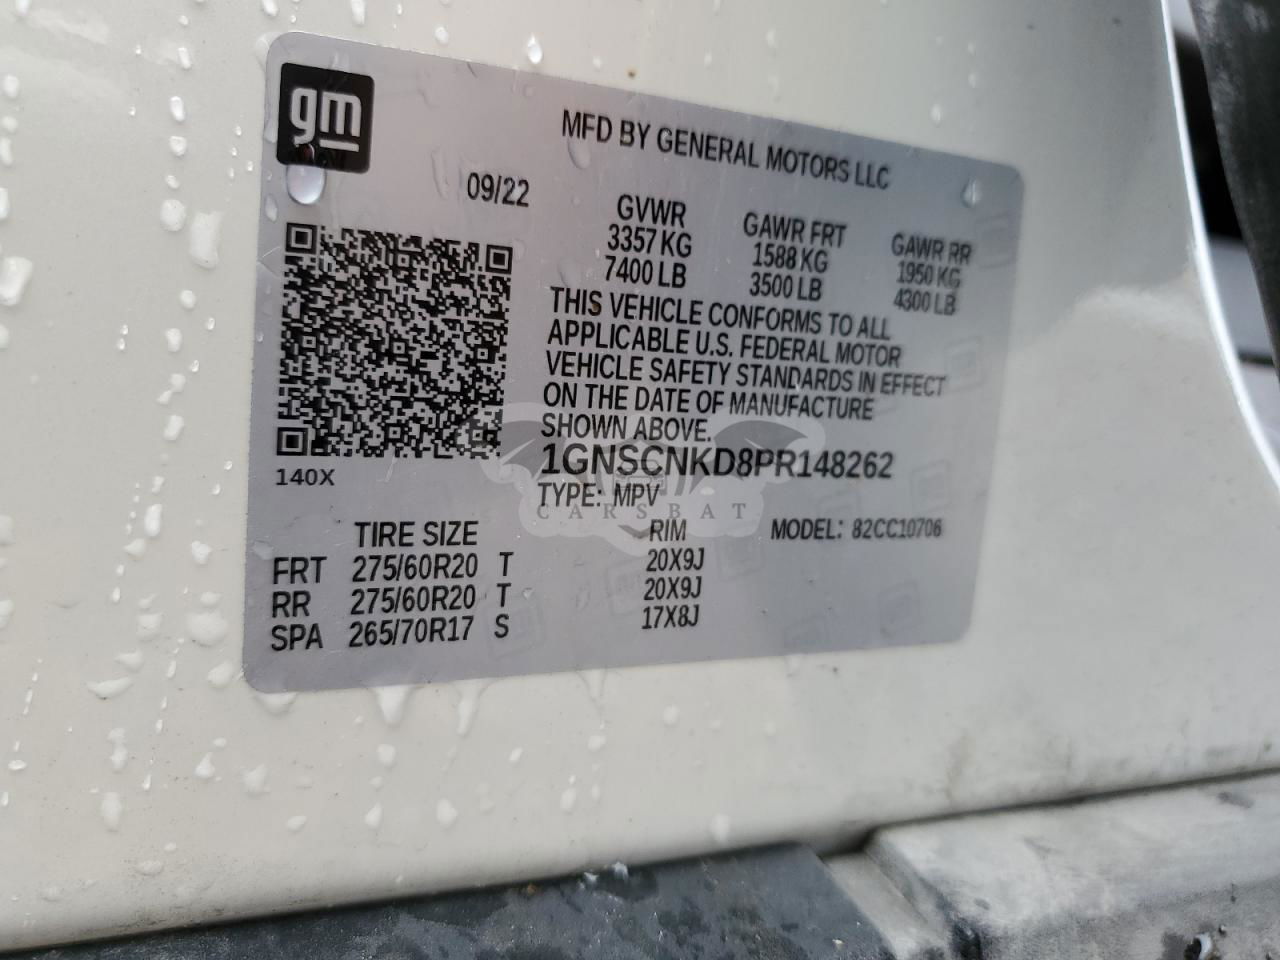 gm
MFD BY GENERAL MOTORS LLC
09/22
GVWR GAWR FRT GAWR RR
3357 KG 1588 KG 1950 KG
7400 LB 3500 LB 4300 LB
THIS VEHICLE CONFORMS TO ALL
APPLICABLE U.S. FEDERAL MOTOR
VEHICLE SAFETY STANDARDS IN EFFECT
ON THE DATE OF MANUFACTURE
SHOWN ABOVE.
1GNSCNKD8PR148262
140X
TYPE: MPV
CARSBAT
TIRE SIZE RIM MODEL: 82CC10706
FRT 275/60R20 T 20X9J
RR 275/60R20 T 20X9J
SPA 265/70R17 S 17X8J